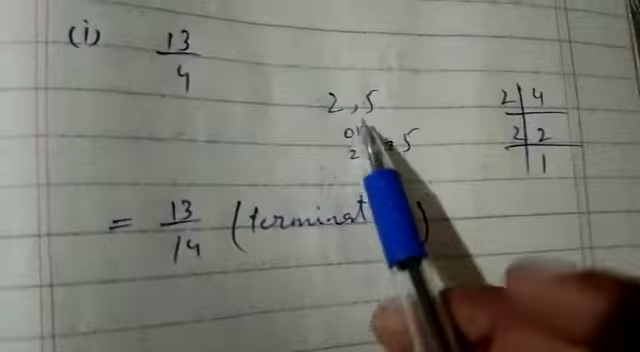 (i) 13/4
2, 5
2 | 4
2 | 2
1
= 13/14 (terminat